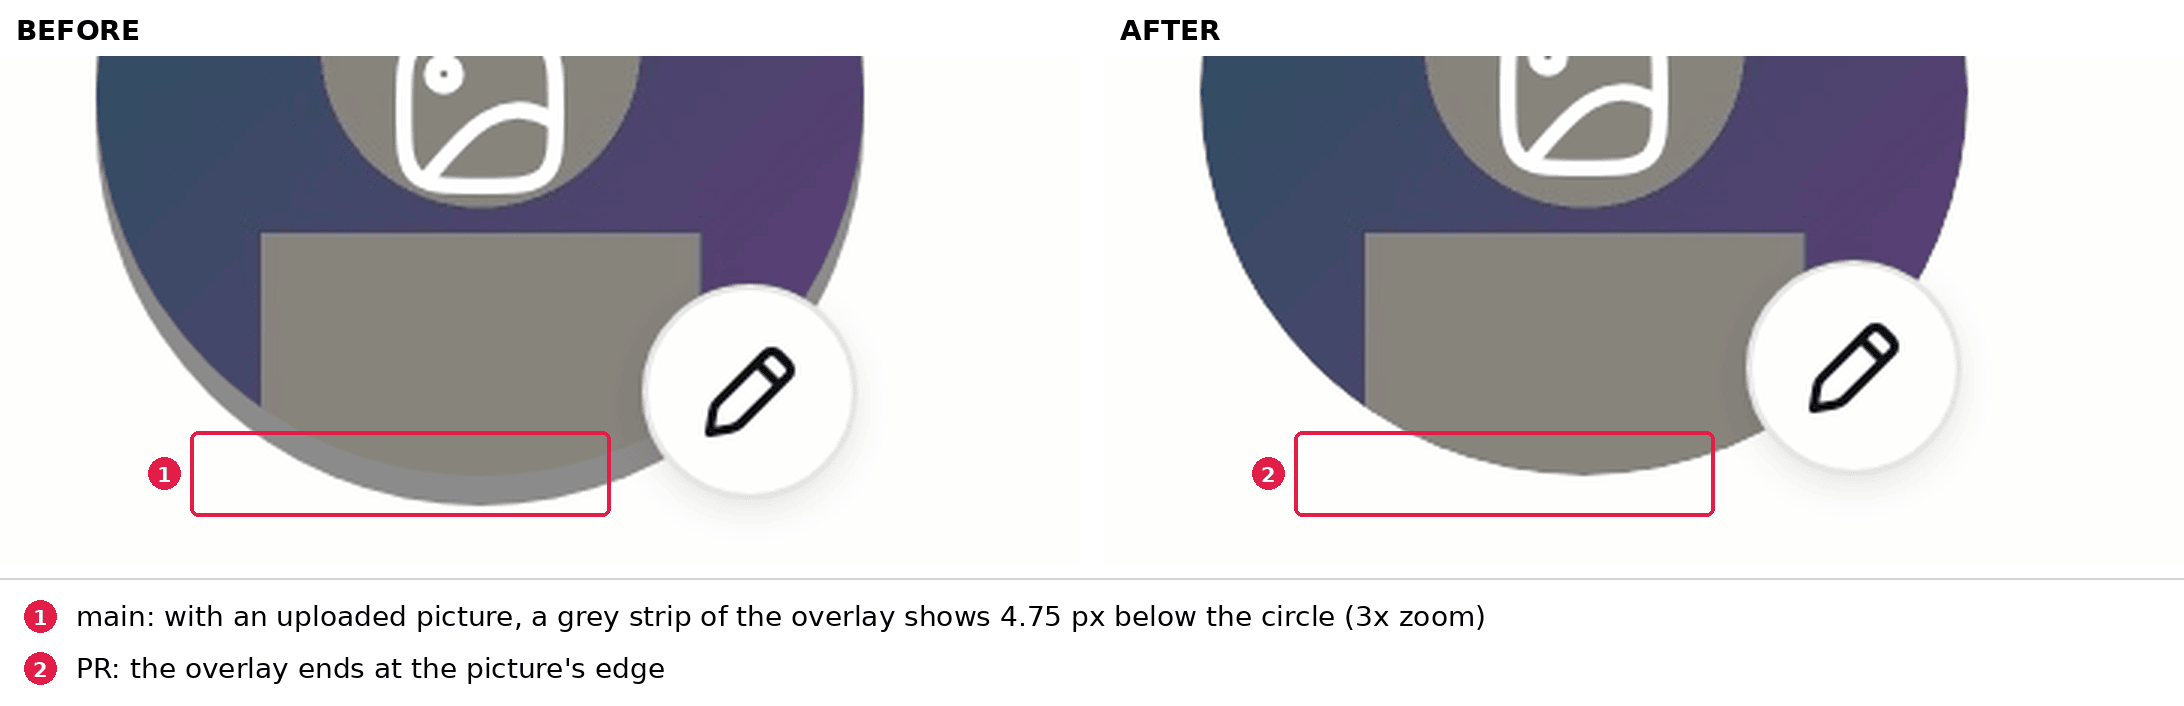 BEFORE
AFTER
1
2
1 main: with an uploaded picture, a grey strip of the overlay shows 4.75 px below the circle (3x zoom)
2 PR: the overlay ends at the picture's edge